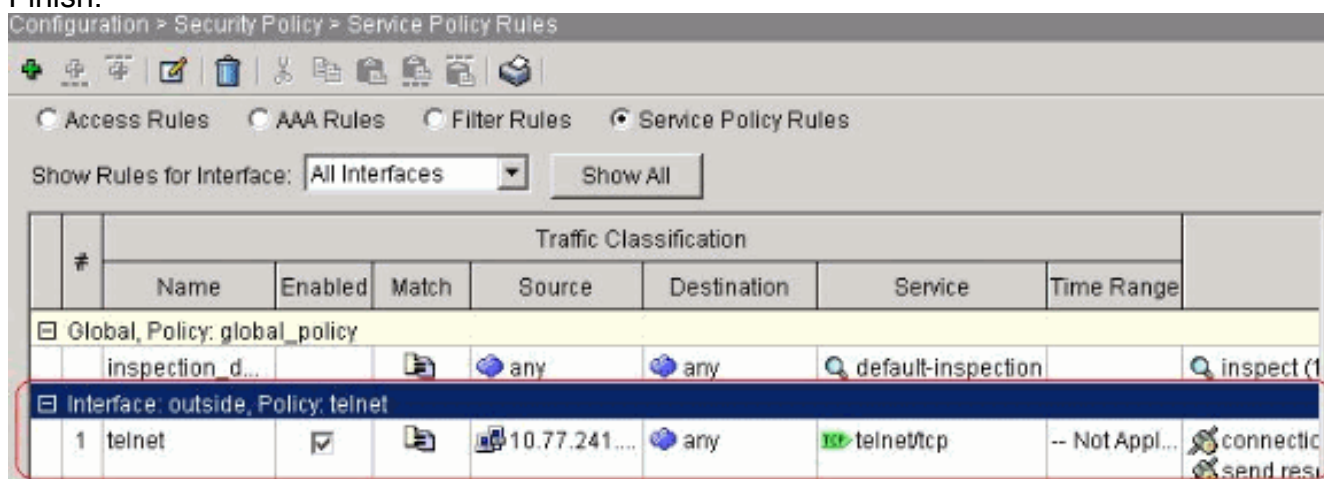 Finish.
Configuration > Security Policy > Service Policy Rules
Access Rules AAA Rules Filter Rules Service Policy Rules
Show Rules for Interface: All Interfaces Show All
# Traffic Classification
Name Enabled Match Source Destination Service Time Range
Global, Policy: global_policy
inspection_d... any any default-inspection inspect (1
Interface: outside, Policy: telnet
1 telnet 10.77.241.... any TCP telnet/tcp -- Not Appl... connectio
send resi